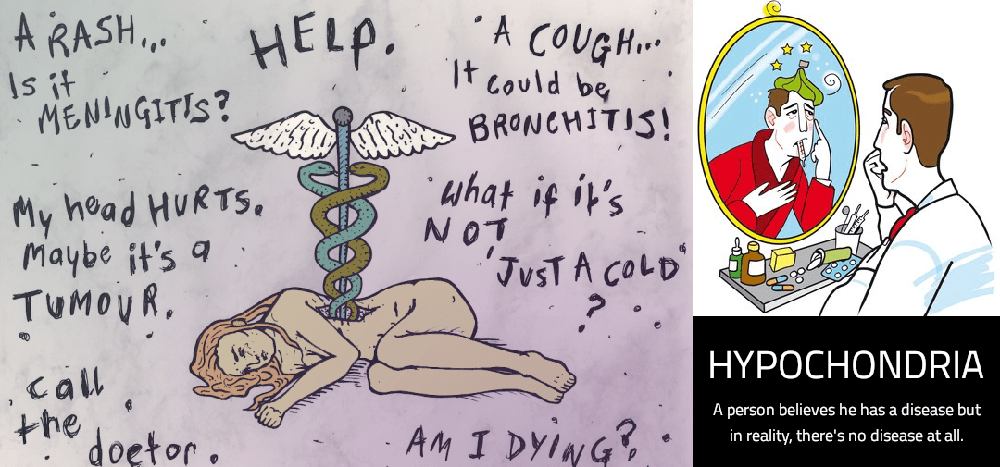 A RASH...
Is it
MENINGITIS?
HELP.
A COUGH...
It could be
BRONCHITIS!
My head HURTS.
Maybe it's a
TUMOUR.
What if it's
NOT
'JUST A COLD'
?
call
the
doctor.
AM I DYING?
HYPOCHONDRIA
A person believes he has a disease but
in reality, there's no disease at all.